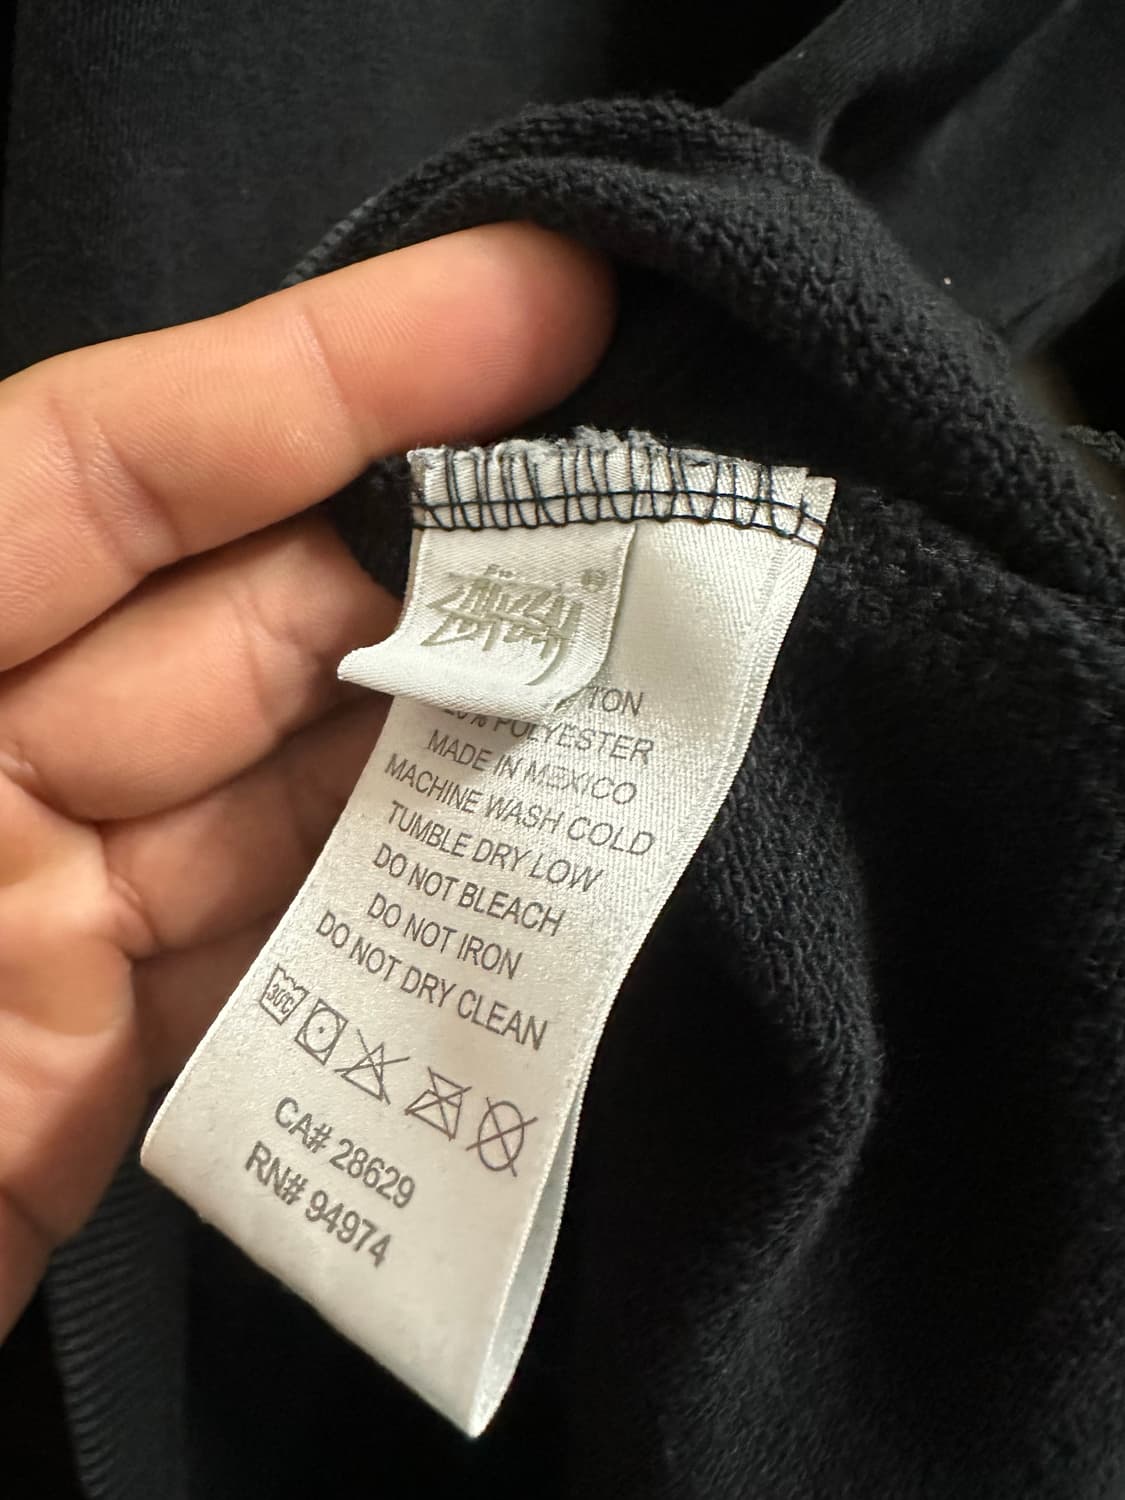 ®
POLYESTER
MADE IN MEXICO
MACHINE WASH COLD
TUMBLE DRY LOW
DO NOT BLEACH
DO NOT IRON
DO NOT DRY CLEAN
30°C
CA# 28629
RN# 94974